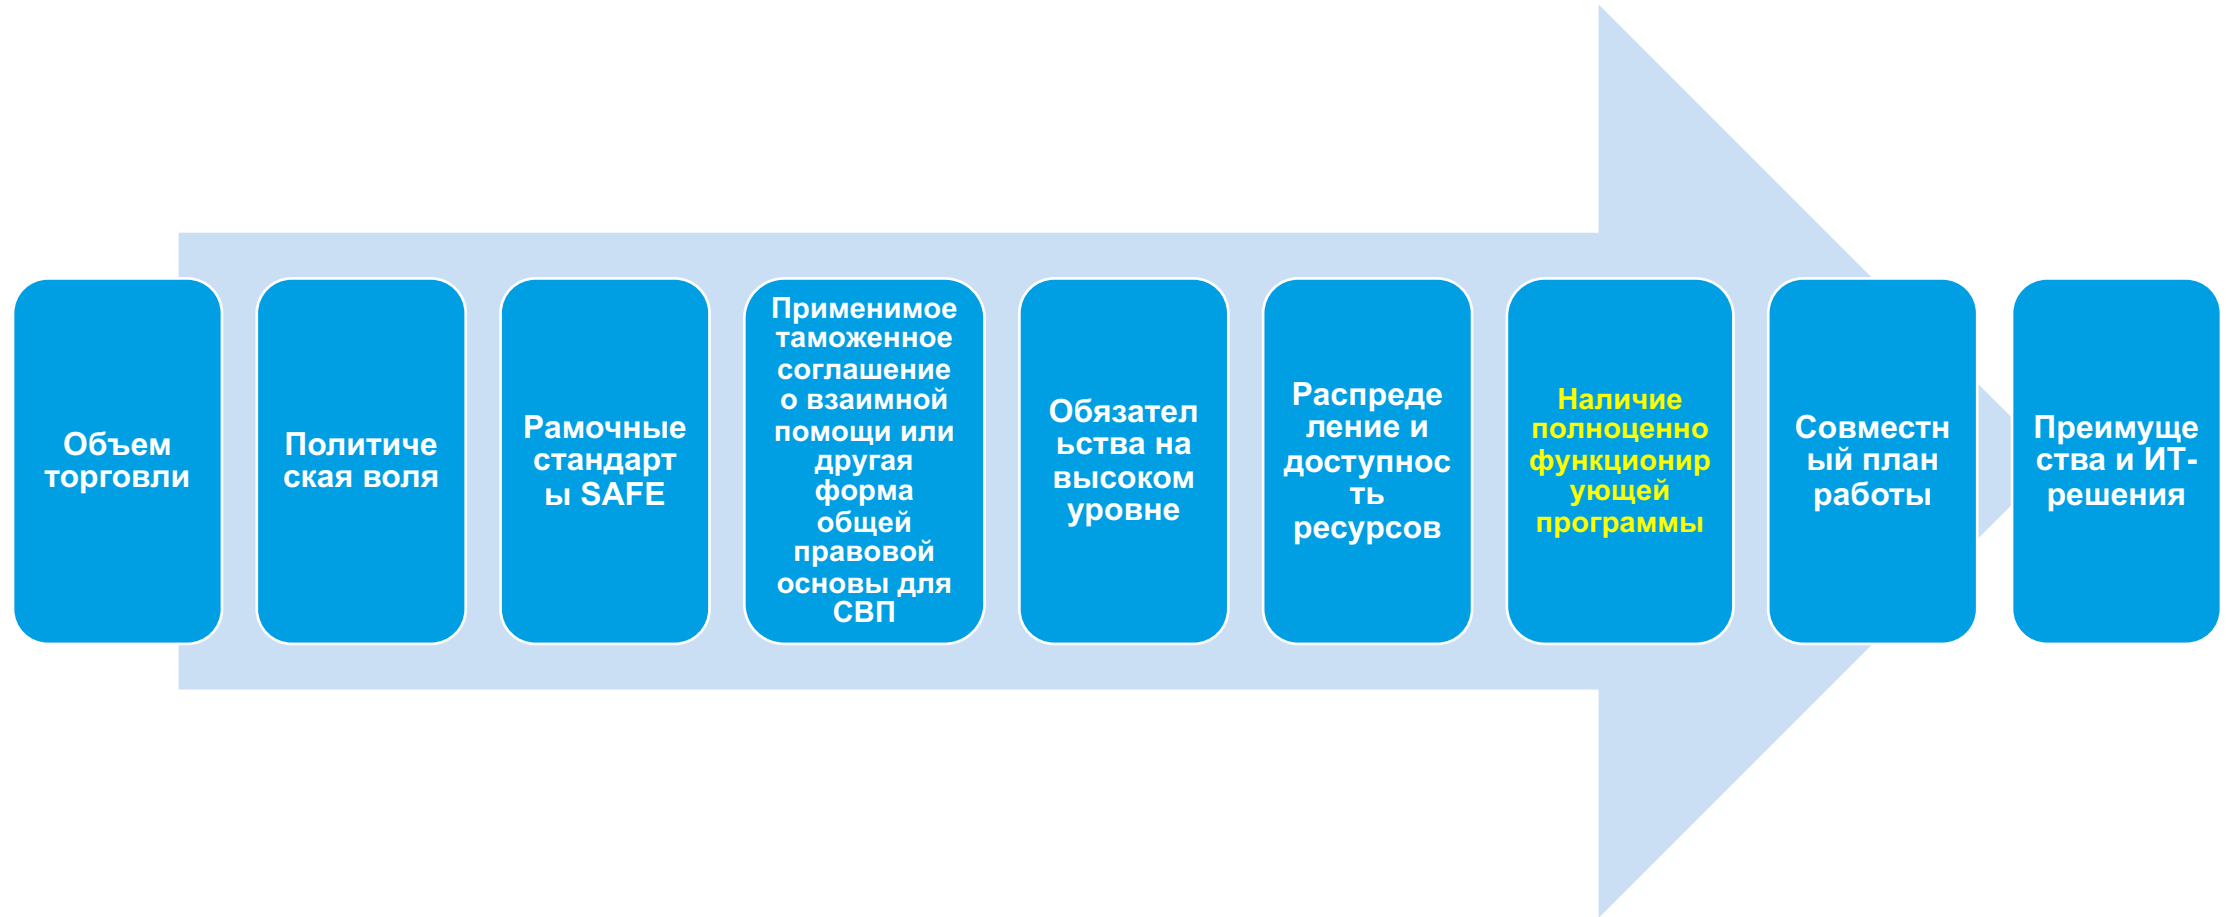 Объем
торговли
Политиче
ская воля
Рамочные
стандарт
ы SAFE
Применимое
таможенное
соглашение
о взаимной
помощи или
другая
форма
общей
правовой
основы для
СВП
Обязател
ьства на
высоком
уровне
Распреде
ление и
доступнос
ть
ресурсов
Наличие
полноценно
функционир
ующей
программы
Совместн
ый план
работы
Преимуще
ства и ИТ-
решения